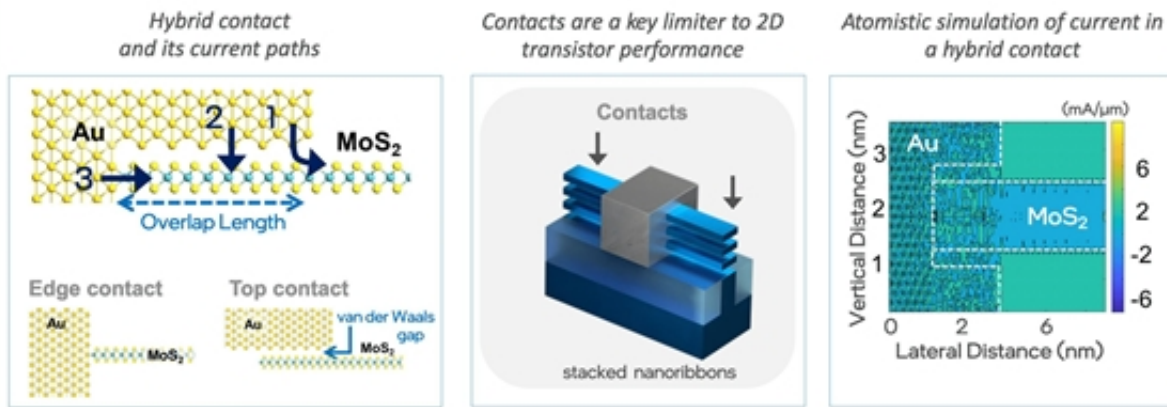 Hybrid contact
and its current paths
Au
2
1
MoS₂
3
Overlap Length
Edge contact
Au
MoS₂
Top contact
Au
van der Waals
gap
MoS₂
Contacts are a key limiter to 2D
transistor performance
Contacts
stacked nanoribbons
Atomistic simulation of current in
a hybrid contact
(mA/μm)
Au
MoS₂
Vertical Distance (nm)
3
2
1
0 2 6
Lateral Distance (nm)
6
2
-2
-6